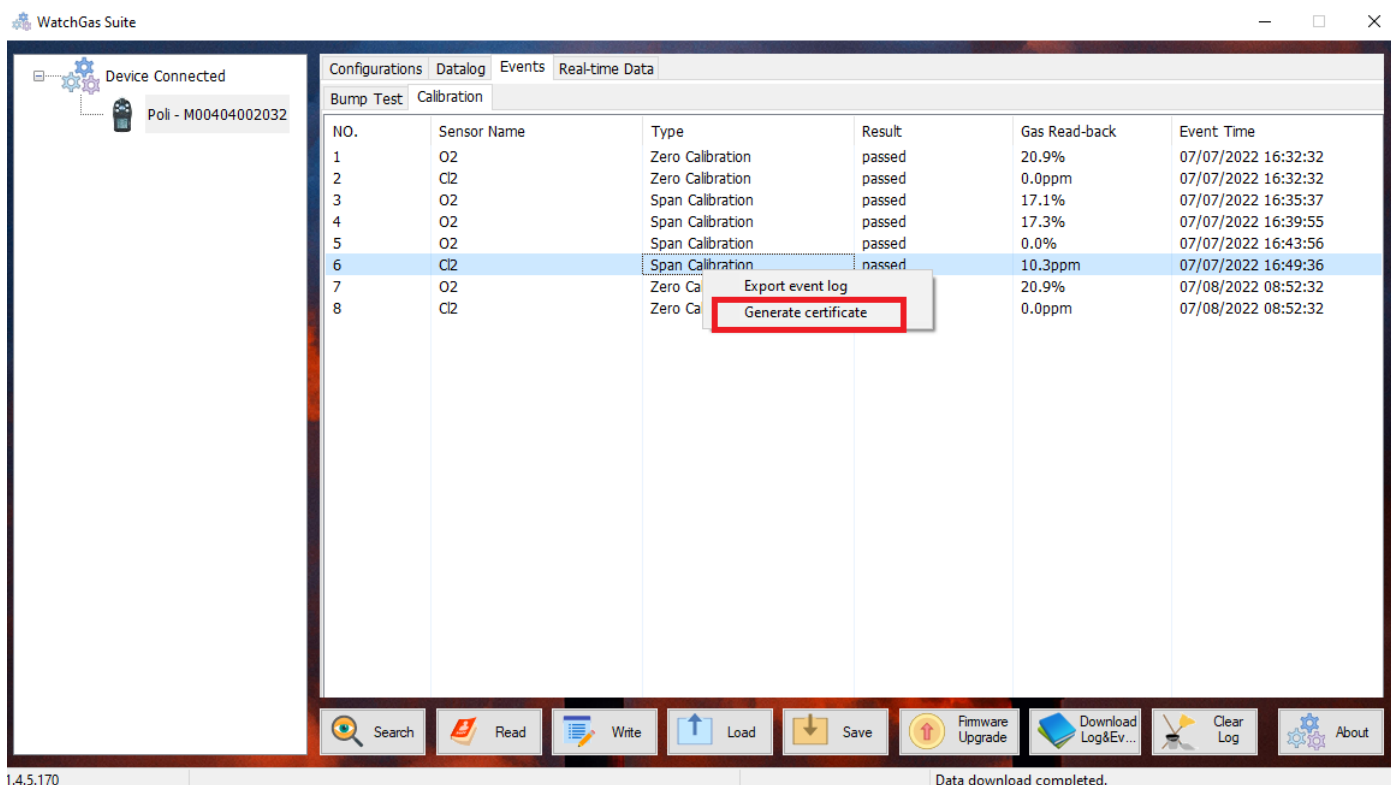 WatchGas Suite
Device Connected
Poli - M00404002032
Configurations Datalog Events Real-time Data
Bump Test Calibration
NO. Sensor Name Type Result Gas Read-back Event Time
1 O2 Zero Calibration passed 20.9% 07/07/2022 16:32:32
2 Cl2 Zero Calibration passed 0.0ppm 07/07/2022 16:32:32
3 O2 Span Calibration passed 17.1% 07/07/2022 16:35:37
4 O2 Span Calibration passed 17.3% 07/07/2022 16:39:55
5 O2 Span Calibration passed 0.0% 07/07/2022 16:43:56
6 Cl2 Span Calibration passed 10.3ppm 07/07/2022 16:49:36
7 O2 Zero Ca 20.9% 07/08/2022 08:52:32
8 Cl2 Zero Ca 0.0ppm 07/08/2022 08:52:32
Export event log
Generate certificate
Search Read Write Load Save Firmware Upgrade Download Log&Ev... Clear Log About
1.4.5.170 Data download completed.